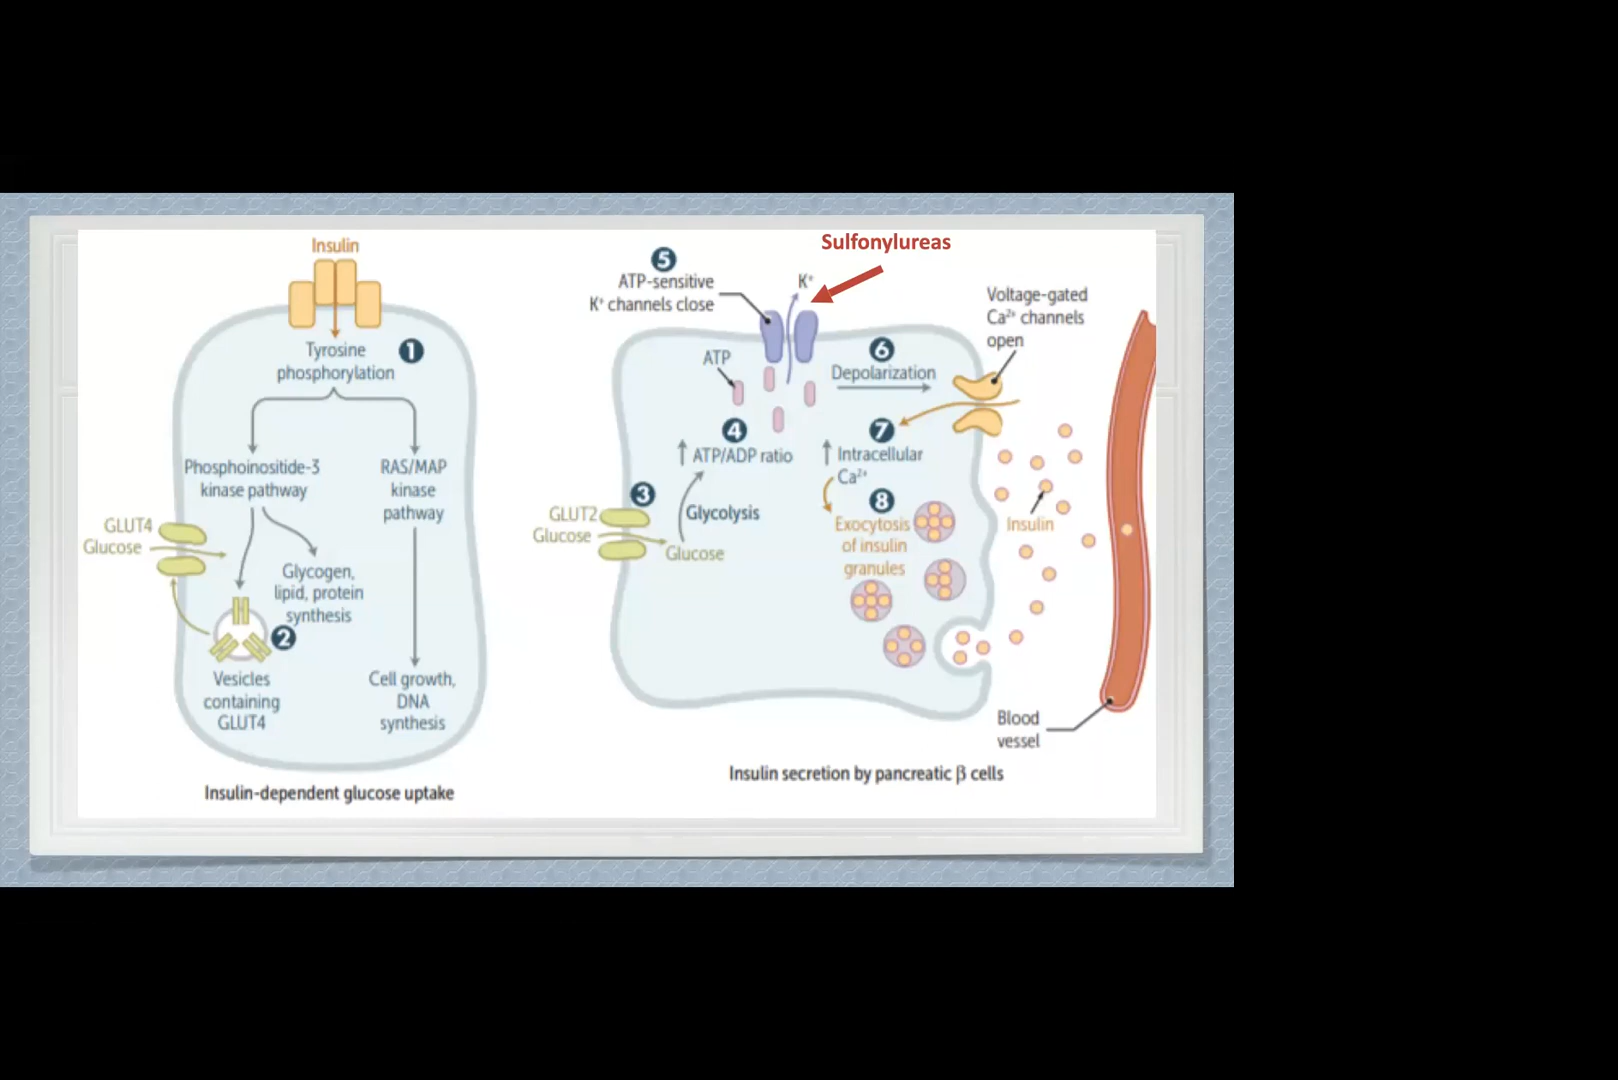 Insulin
1
Tyrosine
phosphorylation
Phosphoinositide-3
kinase pathway
RAS/MAP
kinase
pathway
GLUT4
Glucose
Glycogen,
lipid, protein
synthesis
2
Vesicles
containing
GLUT4
Cell growth,
DNA
synthesis
Insulin-dependent glucose uptake
Sulfonylureas
5
ATP-sensitive
K⁺ channels close
K⁺
Voltage-gated
Ca²⁺ channels
open
ATP
6
Depolarization
4
↑ ATP/ADP ratio
7
↑ Intracellular
Ca²⁺
3
GLUT2
Glucose
Glycolysis
Glucose
8
Exocytosis
of insulin
granules
Insulin
Blood
vessel
Insulin secretion by pancreatic β cells